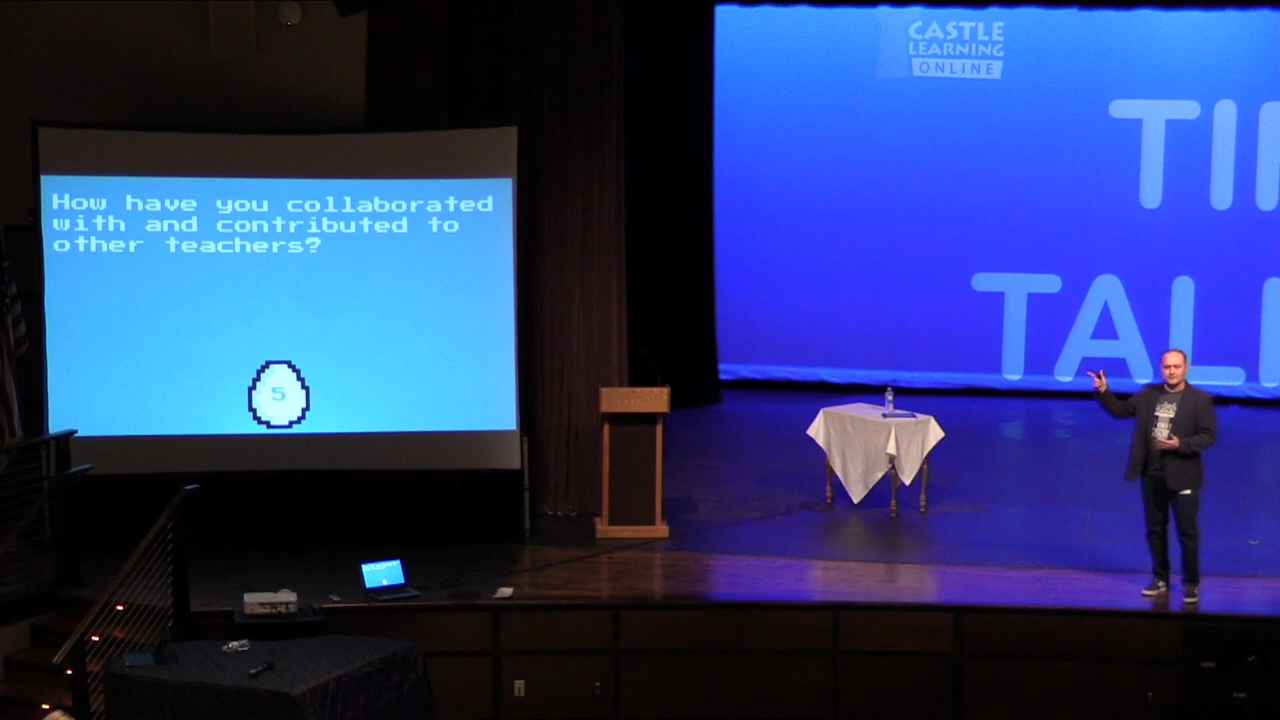 How have you collaborated
with and contributed to
other teachers?
5
CASTLE
LEARNING
ONLINE
TI
TAL